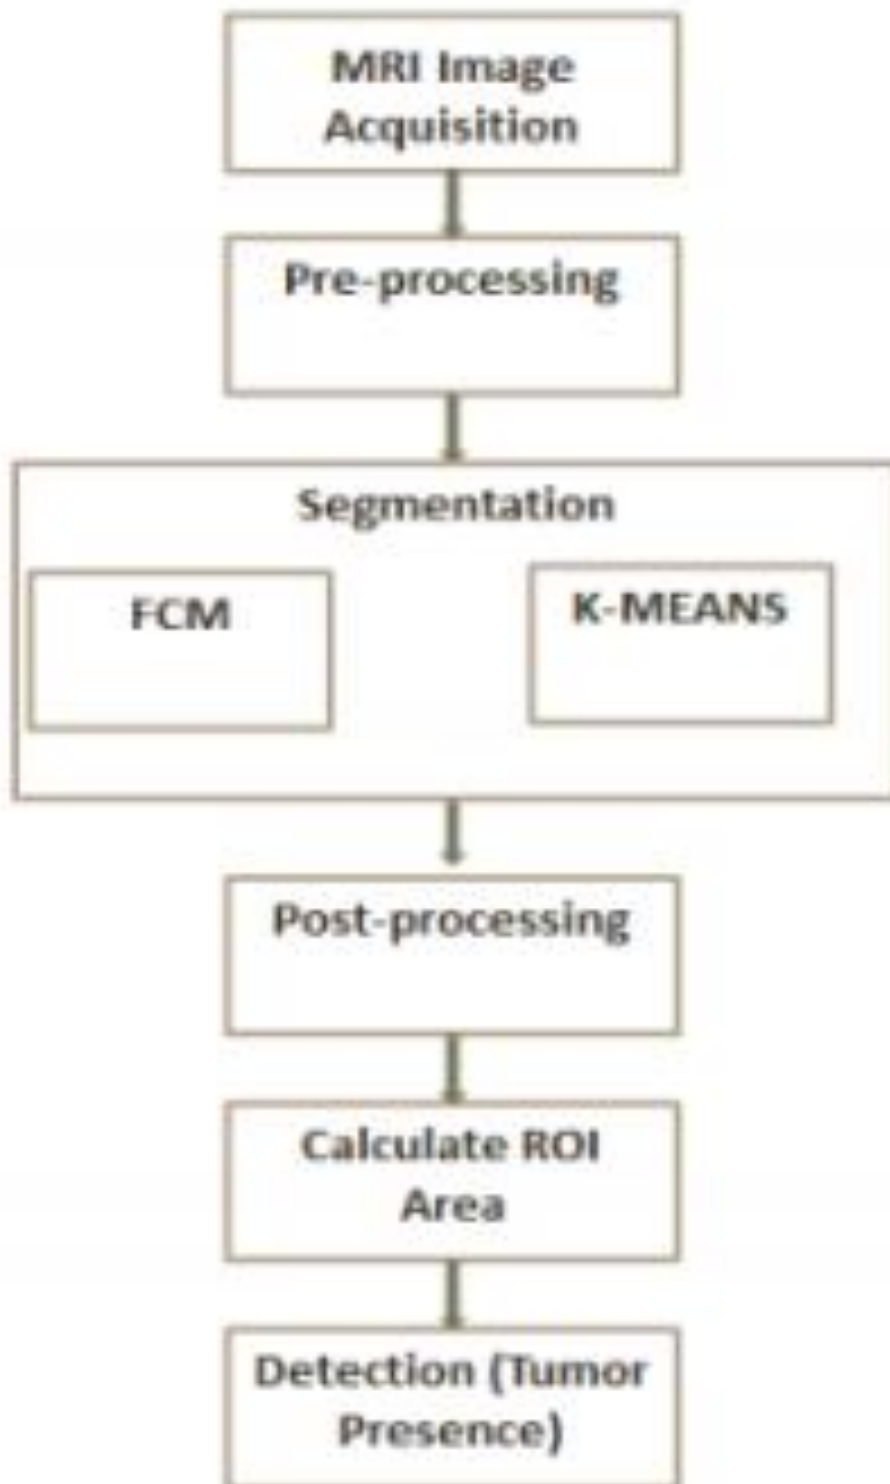 MRI Image
Acquisition
Pre-processing
Segmentation
FCM
K-MEANS
Post-processing
Calculate ROI
Area
Detection (Tumor
Presence)